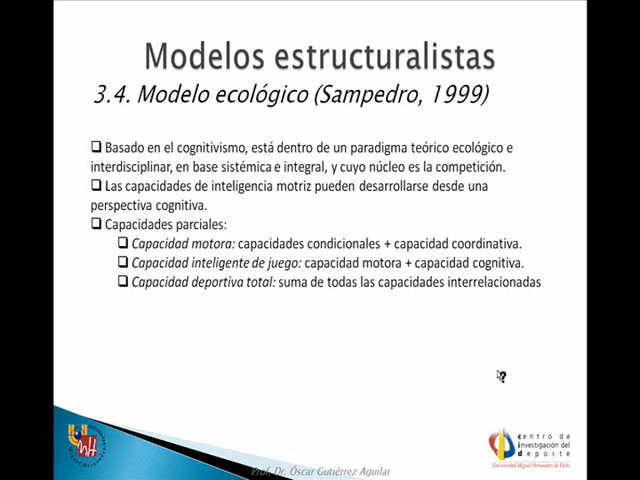 Modelos estructuralistas
3.4. Modelo ecológico (Sampedro, 1999)
Basado en el cognitivismo, está dentro de un paradigma teórico ecológico e
interdisciplinar, en base sistémica e integral, y cuyo núcleo es la competición.
Las capacidades de inteligencia motriz pueden desarrollarse desde una
perspectiva cognitiva.
Capacidades parciales:
Capacidad motora: capacidades condicionales + capacidad coordinativa.
Capacidad inteligente de juego: capacidad motora + capacidad cognitiva.
Capacidad deportiva total: suma de todas las capacidades interrelacionadas
centro de
investigación del
deporte
Universidad Miguel Hernández de Elche
Prof. Dr. Óscar Gutiérrez Aguilar